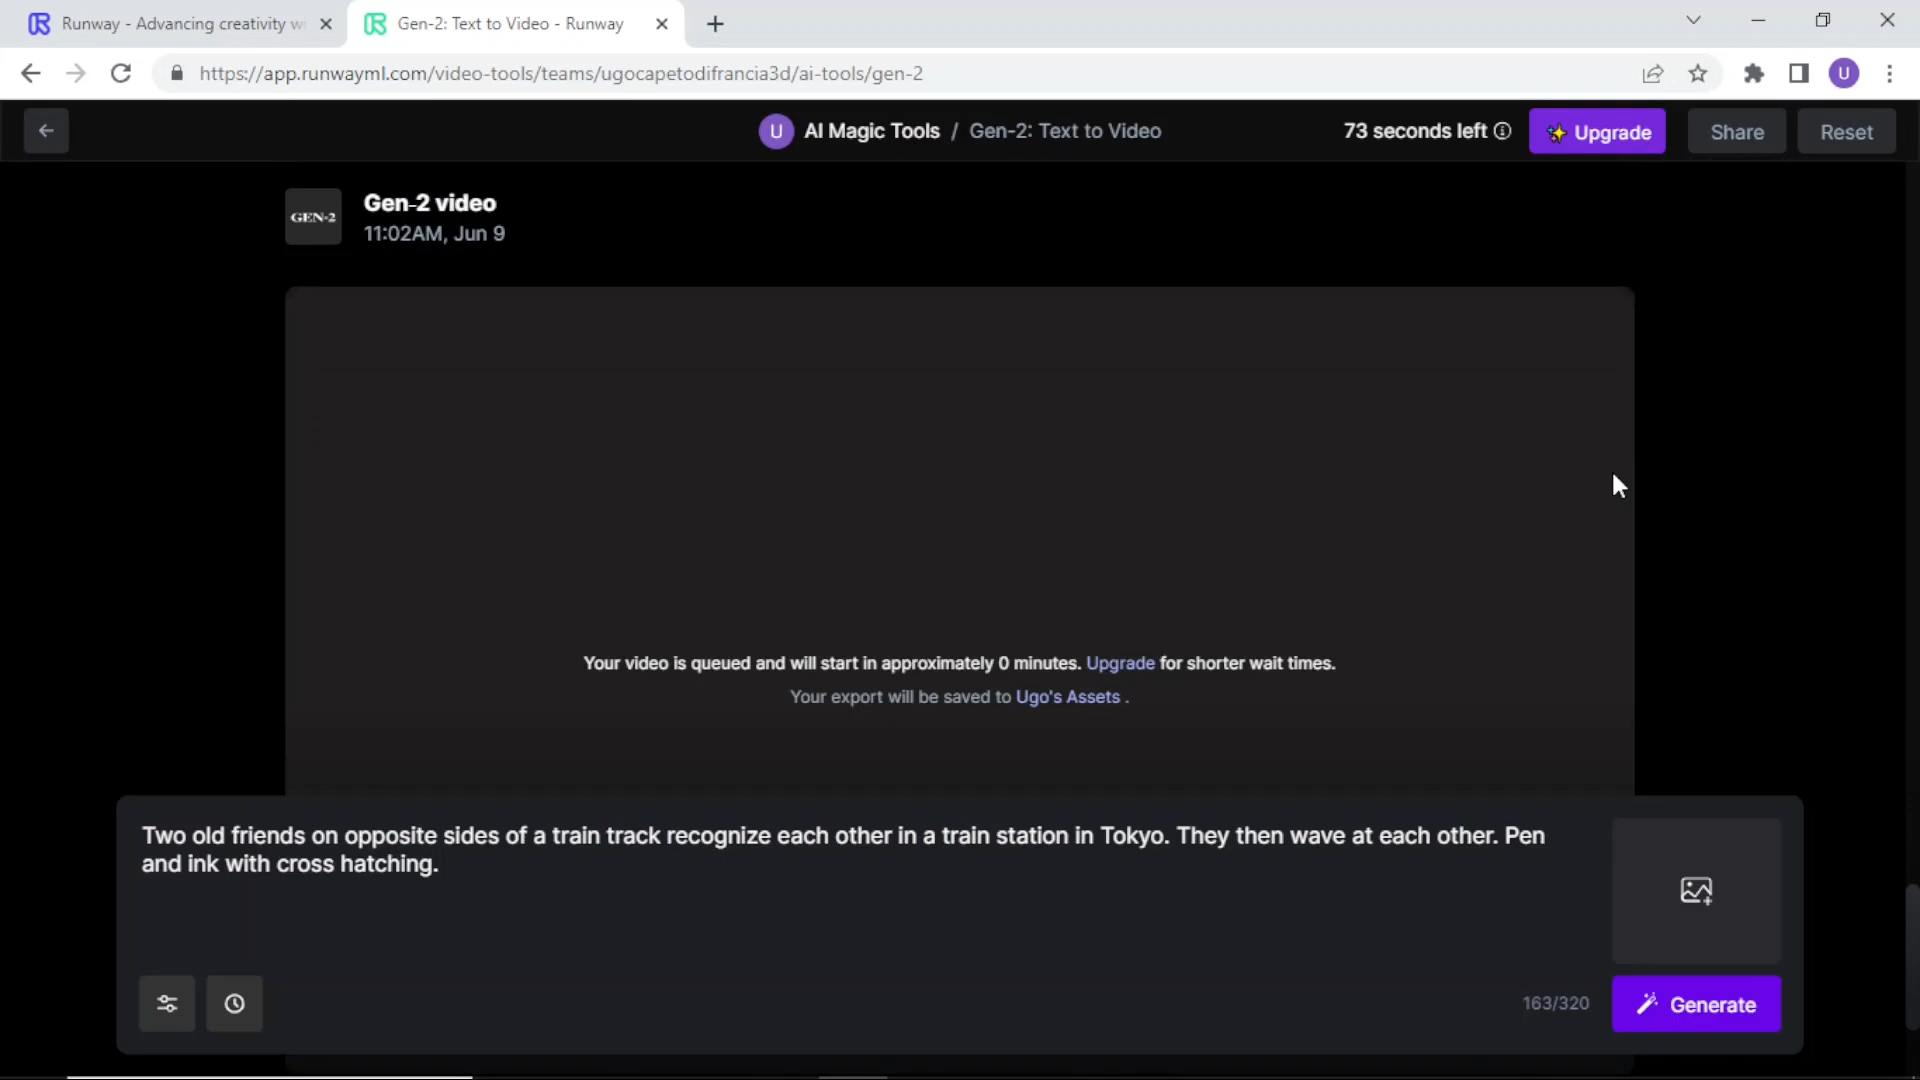 Runway - Advancing creativity w
Gen-2: Text to Video - Runway
https://app.runwayml.com/video-tools/teams/ugocapetodifrancia3d/ai-tools/gen-2
U
U AI Magic Tools / Gen-2: Text to Video
73 seconds left
Upgrade
Share
Reset
GEN-2
Gen-2 video
11:02AM, Jun 9
Your video is queued and will start in approximately 0 minutes. Upgrade for shorter wait times.
Your export will be saved to Ugo's Assets .
Two old friends on opposite sides of a train track recognize each other in a train station in Tokyo. They then wave at each other. Pen
and ink with cross hatching.
163/320
Generate